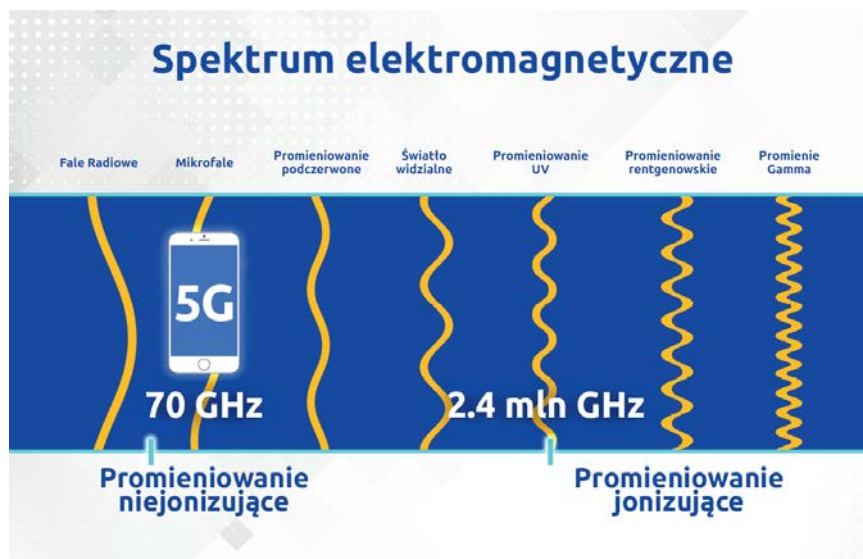 Spektrum elektromagnetyczne
Fale Radiowe
Mikrofale
Promieniowanie
podczerwone
Światło
widzialne
Promieniowanie
UV
Promieniowanie
rentgenowskie
Promienie
Gamma
5G
70 GHz
2.4 mln GHz
Promieniowanie
niejonizujące
Promieniowanie
jonizujące